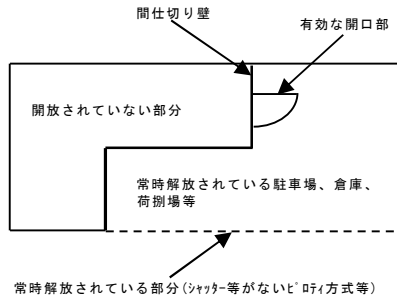 間仕切り壁
有効な開口部
開放されていない部分
常時解放されている駐車場、倉庫、
荷捌場等
常時解放されている部分(ｼｬｯﾀｰ等がないﾋﾟﾛﾃｨ方式等)